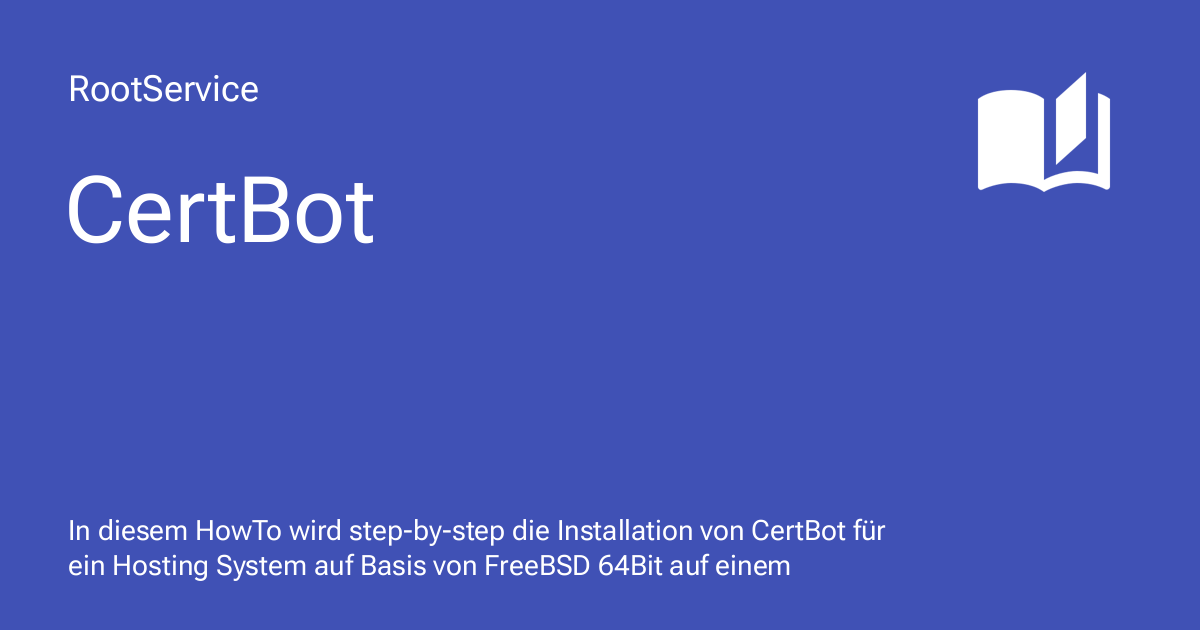 RootService
CertBot
In diesem HowTo wird step-by-step die Installation von CertBot für
ein Hosting System auf Basis von FreeBSD 64Bit auf einem